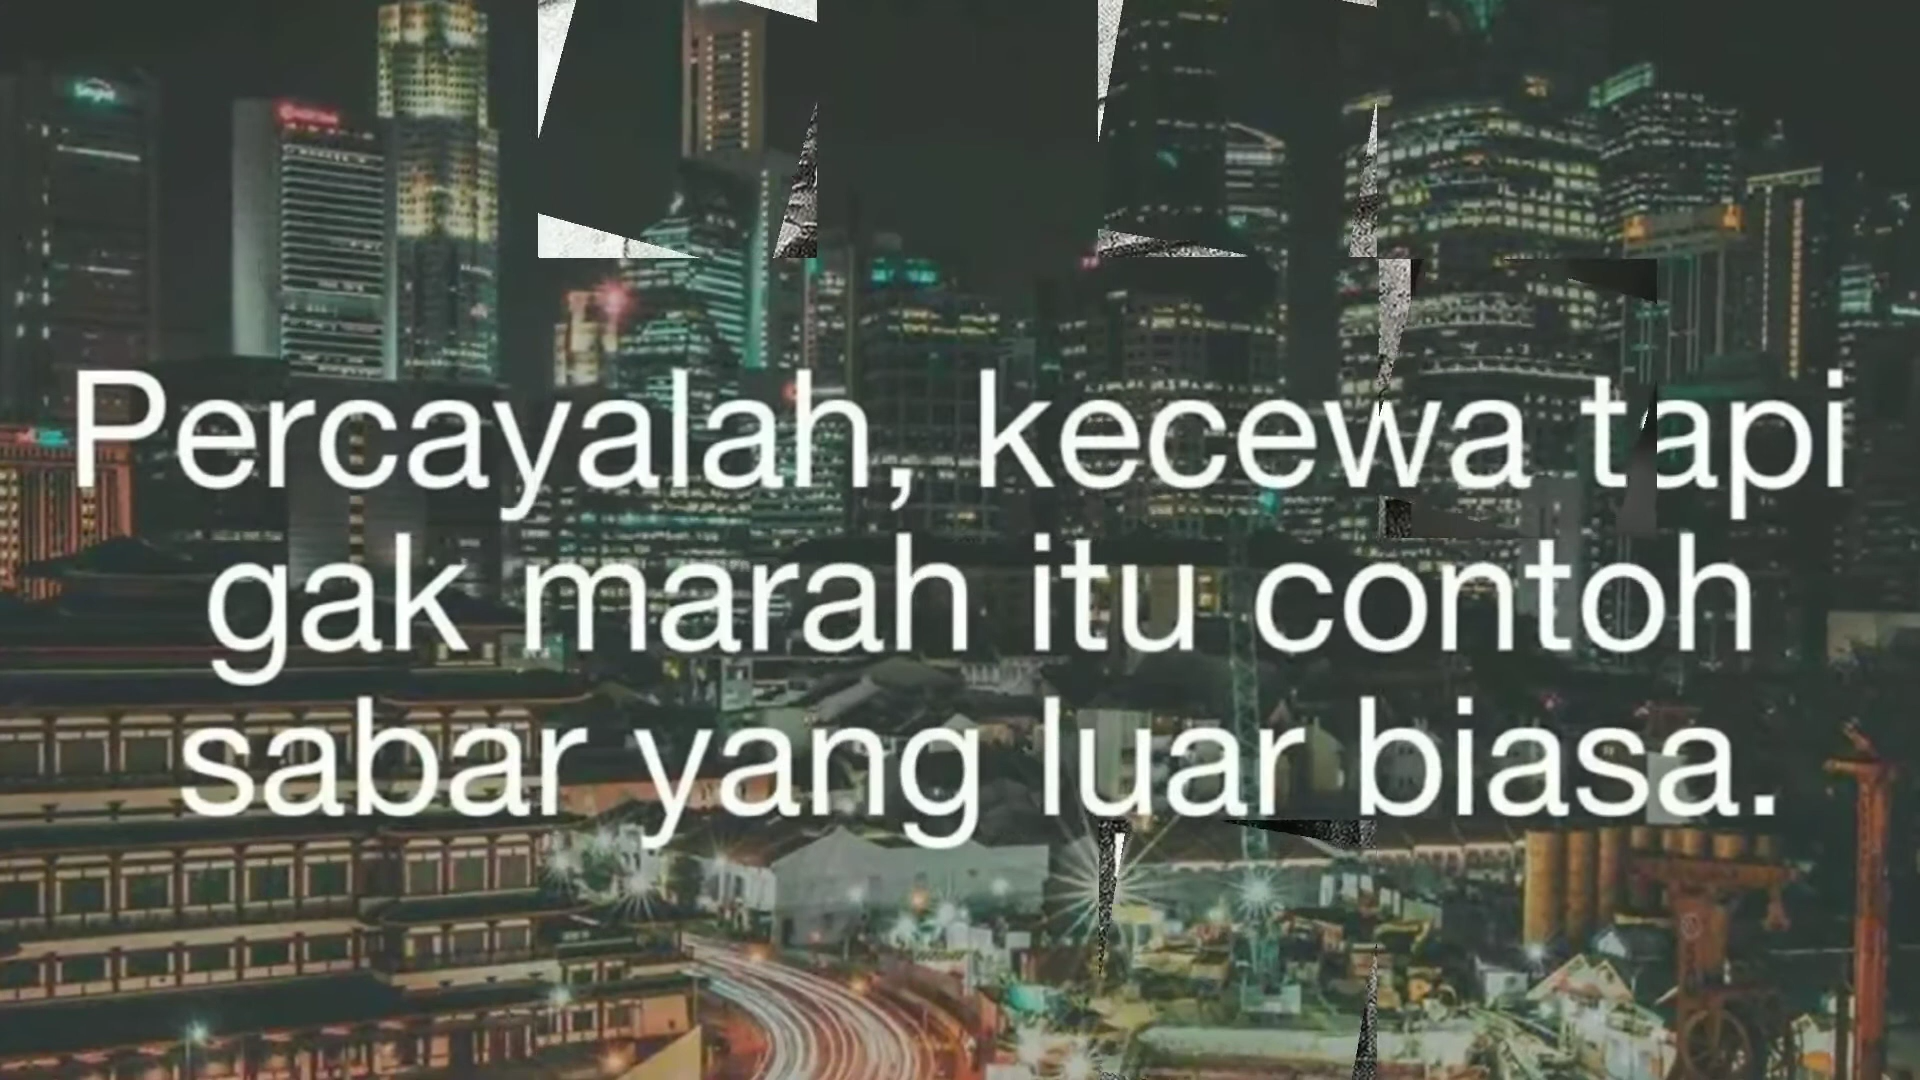 Percayalah, kecewa tapi
gak marah itu contoh
sabar yang luar biasa.